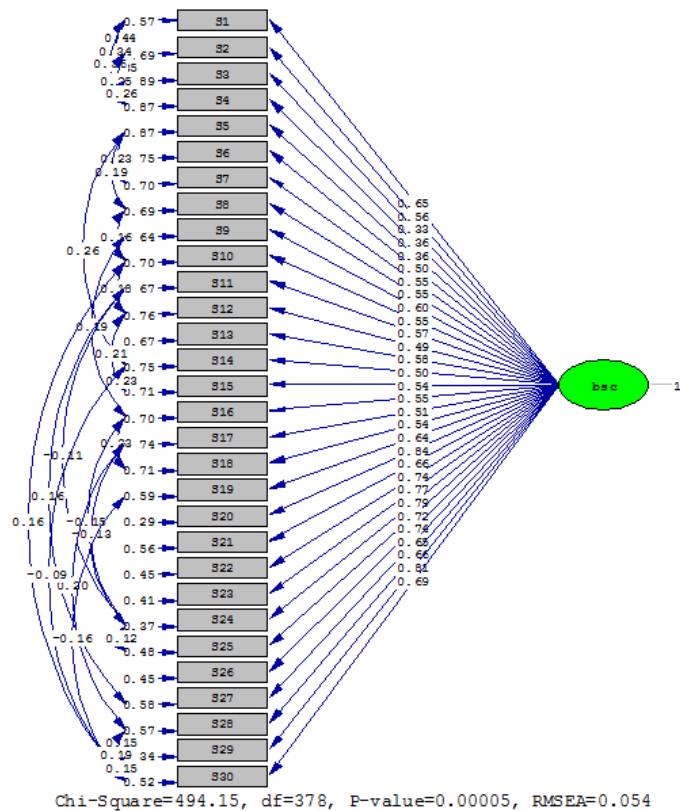 0.57 S1
0.44
S2
0.34 .69
S3
0.25 .89
0.26 S4
0.87
0.87 S5
0.23 75 S6
0.19
0.70 S7
0.69 S8
0.16 64 S9
0.26
0.70 S10
0.18 67 S11
0.76 S12
0.19
0.67 S13
0.21
0.75 S14
0.23
0.71 S15
0.70 S16
0.23 74 S17
-0.11
0.71 S18
0.16
0.59 S19
0.16 -0.15
0.29 S20
-0.13
0.56 S21
-0.09
0.20
0.45 S22
0.41 S23
0.37 S24
-0.16 0.12
0.48 S25
0.45 S26
0.58 S27
0.57 S28
0.15
0.19 34 S29
0.15
0.52 S30
0.65
0.56
0.33
0.36
0.36
0.50
0.55
0.55
0.60
0.55
0.57
0.49
0.58
0.50
0.54
0.55
0.51
0.54
0.64
0.84
0.66
0.74
0.77
0.79
0.72
0.74
0.65
0.66
0.81
0.69
bsc 1
Chi-Square=494.15, df=378, P-value=0.00005, RMSEA=0.054